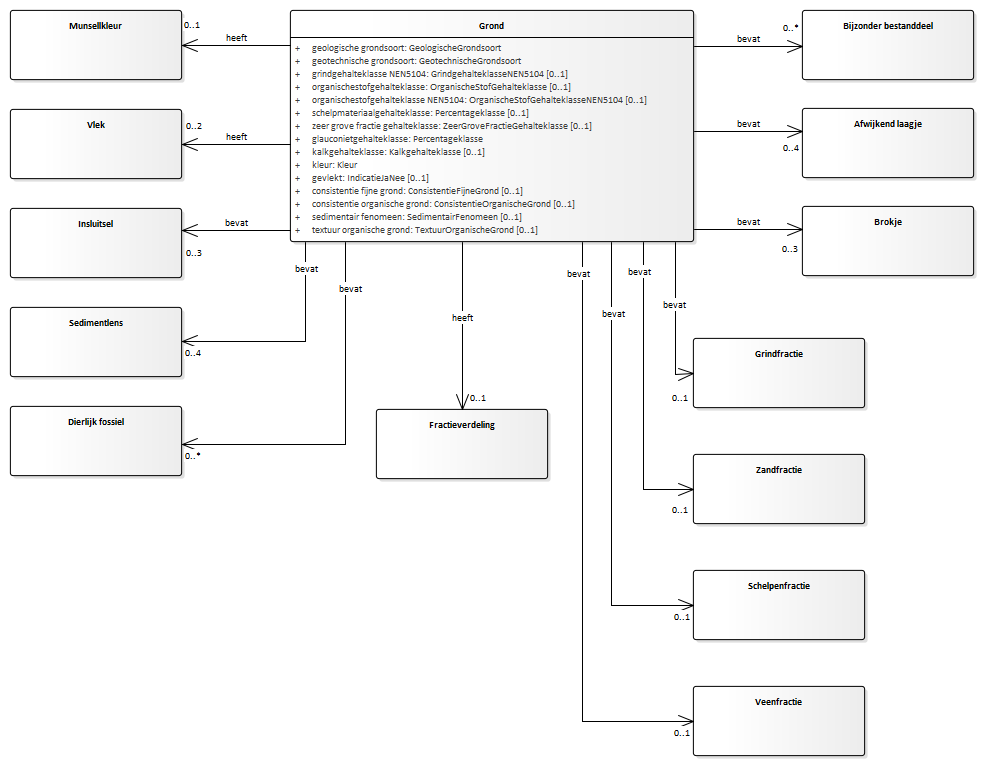 Munsellkleur
0..1
heeft
Grond
+ geologische grondsoort: GeologischeGrondsoort
+ geotechnische grondsoort: GeotechnischeGrondsoort
+ grindgehalteklasse NEN5104: GrindgehalteklasseNEN5104 [0..1]
+ organischestofgehalteklasse: OrganischeStofGehalteklasse [0..1]
+ organischestofgehalteklasse NEN5104: OrganischeStofGehalteklasseNEN5104 [0..1]
+ schelpmateriaalgehalteklasse: Percentageklasse [0..1]
+ zeer grove fractie gehalteklasse: ZeerGroveFractieGehalteklasse [0..1]
+ glauconietgehalteklasse: Percentageklasse
+ kalkgehalteklasse: Kalkgehalteklasse [0..1]
+ kleur: Kleur
+ gevlekt: IndicatieJaNee [0..1]
+ consistentie fijne grond: ConsistentieFijneGrond [0..1]
+ consistentie organische grond: ConsistentieOrganischeGrond [0..1]
+ sedimentair fenomeen: SedimentairFenomeen [0..1]
+ textuur organische grond: TextuurOrganischeGrond [0..1]
bevat
0..*
Bijzonder bestanddeel
Vlek
0..2
heeft
bevat
0..4
Afwijkend laagje
Insluitsel
bevat
0..3
bevat
0..3
Brokje
bevat
0..4
Sedimentlens
bevat
0..*
Dierlijk fossiel
heeft
0..1
Fractieverdeling
bevat
0..1
Grindfractie
bevat
0..1
Zandfractie
bevat
0..1
Schelpenfractie
bevat
0..1
Veenfractie